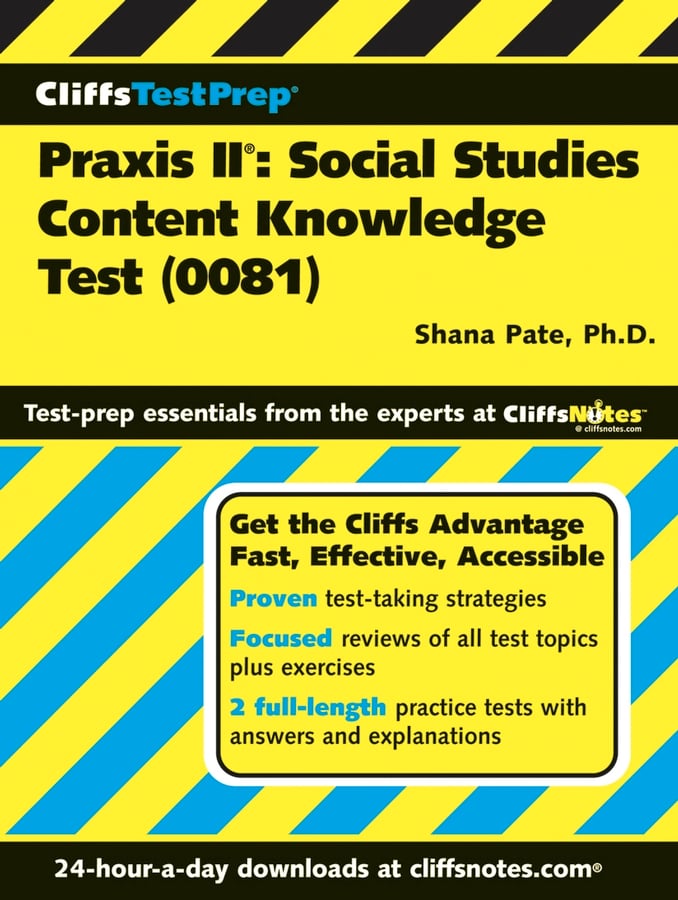 CliffsTestPrep®
Praxis II®: Social Studies
Content Knowledge
Test (0081)
Shana Pate, Ph.D.
Test-prep essentials from the experts at CliffsNotes™
@ cliffsnotes.com
Get the Cliffs Advantage
Fast, Effective, Accessible
Proven test-taking strategies
Focused reviews of all test topics
plus exercises
2 full-length practice tests with
answers and explanations
24-hour-a-day downloads at cliffsnotes.com®